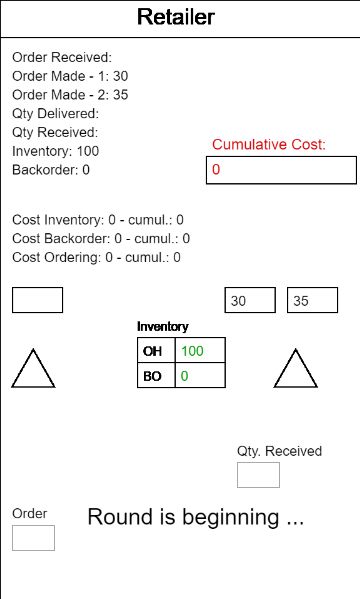 Retailer
Order Received:
Order Made - 1: 30
Order Made - 2: 35
Qty Delivered:
Qty Received:
Inventory: 100
Backorder: 0
Cumulative Cost:
0
Cost Inventory: 0 - cumul.: 0
Cost Backorder: 0 - cumul.: 0
Cost Ordering: 0 - cumul.: 0
30 35
Inventory
OH 100
BO 0
Qty. Received
Order
Round is beginning ...